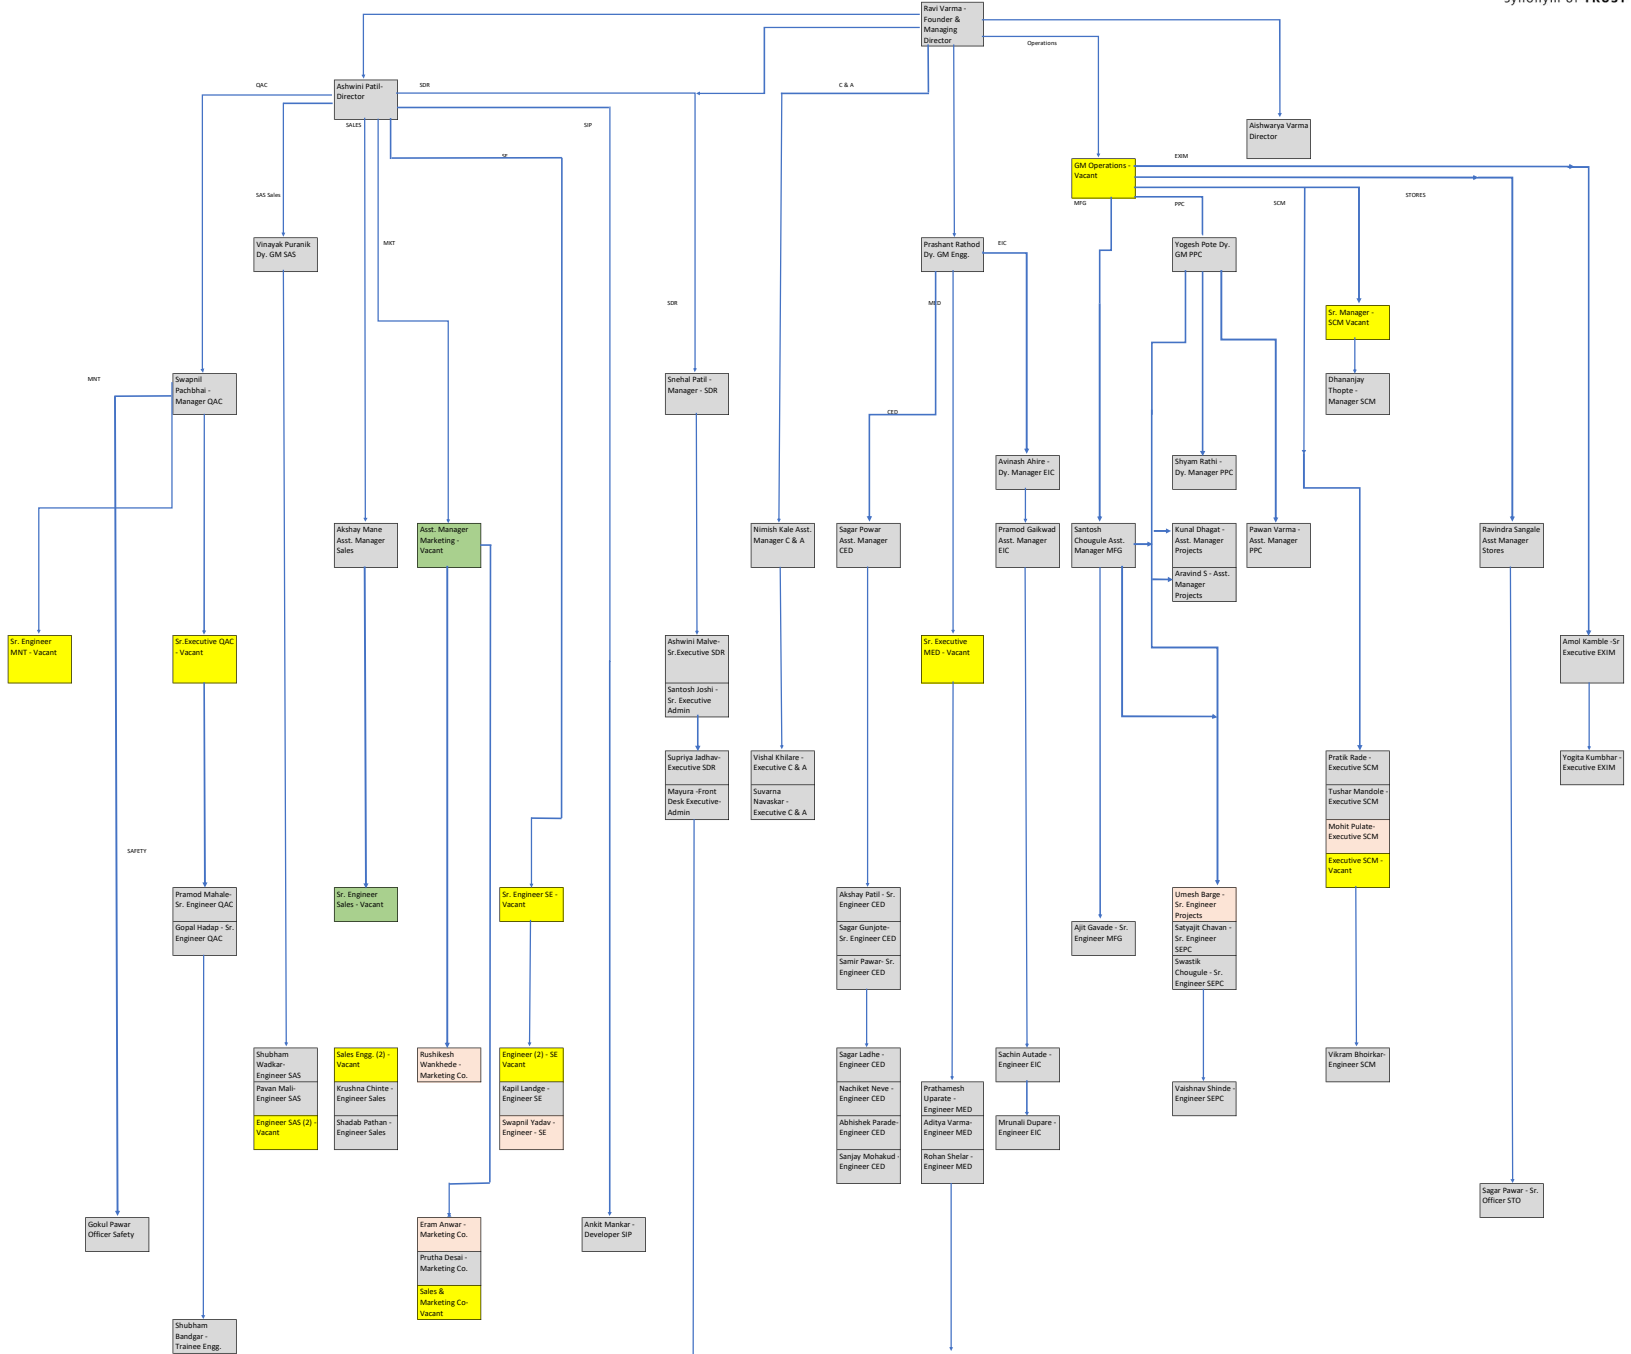 synonym of TRUST
Ravi Varma -
Founder &
Managing
Director
Operations
QAC
Ashwini Patil-
Director
SDR
C & A
SALES
SIP
Aishwarya Varma
Director
SE
EXIM
GM Operations -
Vacant
SAS Sales
MFG
PPC
SCM
STORES
Vinayak Puranik
Dy. GM SAS
MKT
Prashant Rathod
Dy. GM Engg.
EIC
Yogesh Pote Dy.
GM PPC
SDR
MED
Sr. Manager -
SCM Vacant
MNT
Swapnil
Pachbhai -
Manager QAC
Snehal Patil -
Manager - SDR
Dhananjay
Thopte -
Manager SCM
CED
Avinash Ahire -
Dy. Manager EIC
Shyam Rathi -
Dy. Manager PPC
Akshay Mane
Asst. Manager
Sales
Asst. Manager
Marketing -
Vacant
Nimish Kale Asst.
Manager C & A
Sagar Powar
Asst. Manager
CED
Pramod Gaikwad
Asst. Manager
EIC
Santosh
Chougule Asst.
Manager MFG
Kunal Dhagat -
Asst. Manager
Projects
Aravind S - Asst.
Manager
Projects
Pawan Varma -
Asst. Manager
PPC
Ravindra Sangale
Asst Manager
Stores
Sr. Engineer
MNT - Vacant
Sr.Executive QAC
- Vacant
Ashwini Malve-
Sr.Executive SDR
Santosh Joshi -
Sr. Executive
Admin
Sr. Executive
MED - Vacant
Amol Kamble -Sr
Executive EXIM
Supriya Jadhav-
Executive SDR
Mayura -Front
Desk Executive-
Admin
Vishal Khilare -
Executive C & A
Suvarna
Navaskar -
Executive C & A
Pratik Rade -
Executive SCM
Tushar Mandole -
Executive SCM
Mohit Pulate-
Executive SCM
Executive SCM -
Vacant
Yogita Kumbhar -
Executive EXIM
SAFETY
Pramod Mahale-
Sr. Engineer QAC
Gopal Hadap - Sr.
Engineer QAC
Sr. Engineer
Sales - Vacant
Sr. Engineer SE -
Vacant
Akshay Patil - Sr.
Engineer CED
Sagar Gunjote-
Sr. Engineer CED
Samir Pawar- Sr.
Engineer CED
Ajit Gavade - Sr.
Engineer MFG
Umesh Barge -
Sr. Engineer
Projects
Satyajit Chavan -
Sr. Engineer
SEPC
Swastik
Chougule - Sr.
Engineer SEPC
Shubham
Wadkar-
Engineer SAS
Pavan Mali-
Engineer SAS
Engineer SAS (2) -
Vacant
Sales Engg. (2) -
Vacant
Krushna Chinte -
Engineer Sales
Shadab Pathan -
Engineer Sales
Rushikesh
Wankhede -
Marketing Co.
Engineer (2) - SE
Vacant
Kapil Landge -
Engineer SE
Swapnil Yadav -
Engineer - SE
Sagar Ladhe -
Engineer CED
Nachiket Neve -
Engineer CED
Abhishek Parade-
Engineer CED
Sanjay Mohakud -
Engineer CED
Prathamesh
Uparate -
Engineer MED
Aditya Varma-
Engineer MED
Rohan Shelar -
Engineer MED
Sachin Autade -
Engineer EIC
Mrunali Dupare -
Engineer EIC
Vaishnav Shinde -
Engineer SEPC
Vikram Bhoirkar-
Engineer SCM
Sagar Pawar - Sr.
Officer STO
Gokul Pawar
Officer Safety
Eram Anwar -
Marketing Co.
Prutha Desai -
Marketing Co.
Sales &
Marketing Co-
Vacant
Ankit Mankar -
Developer SIP
Shubham
Bandgar -
Trainee Engg.